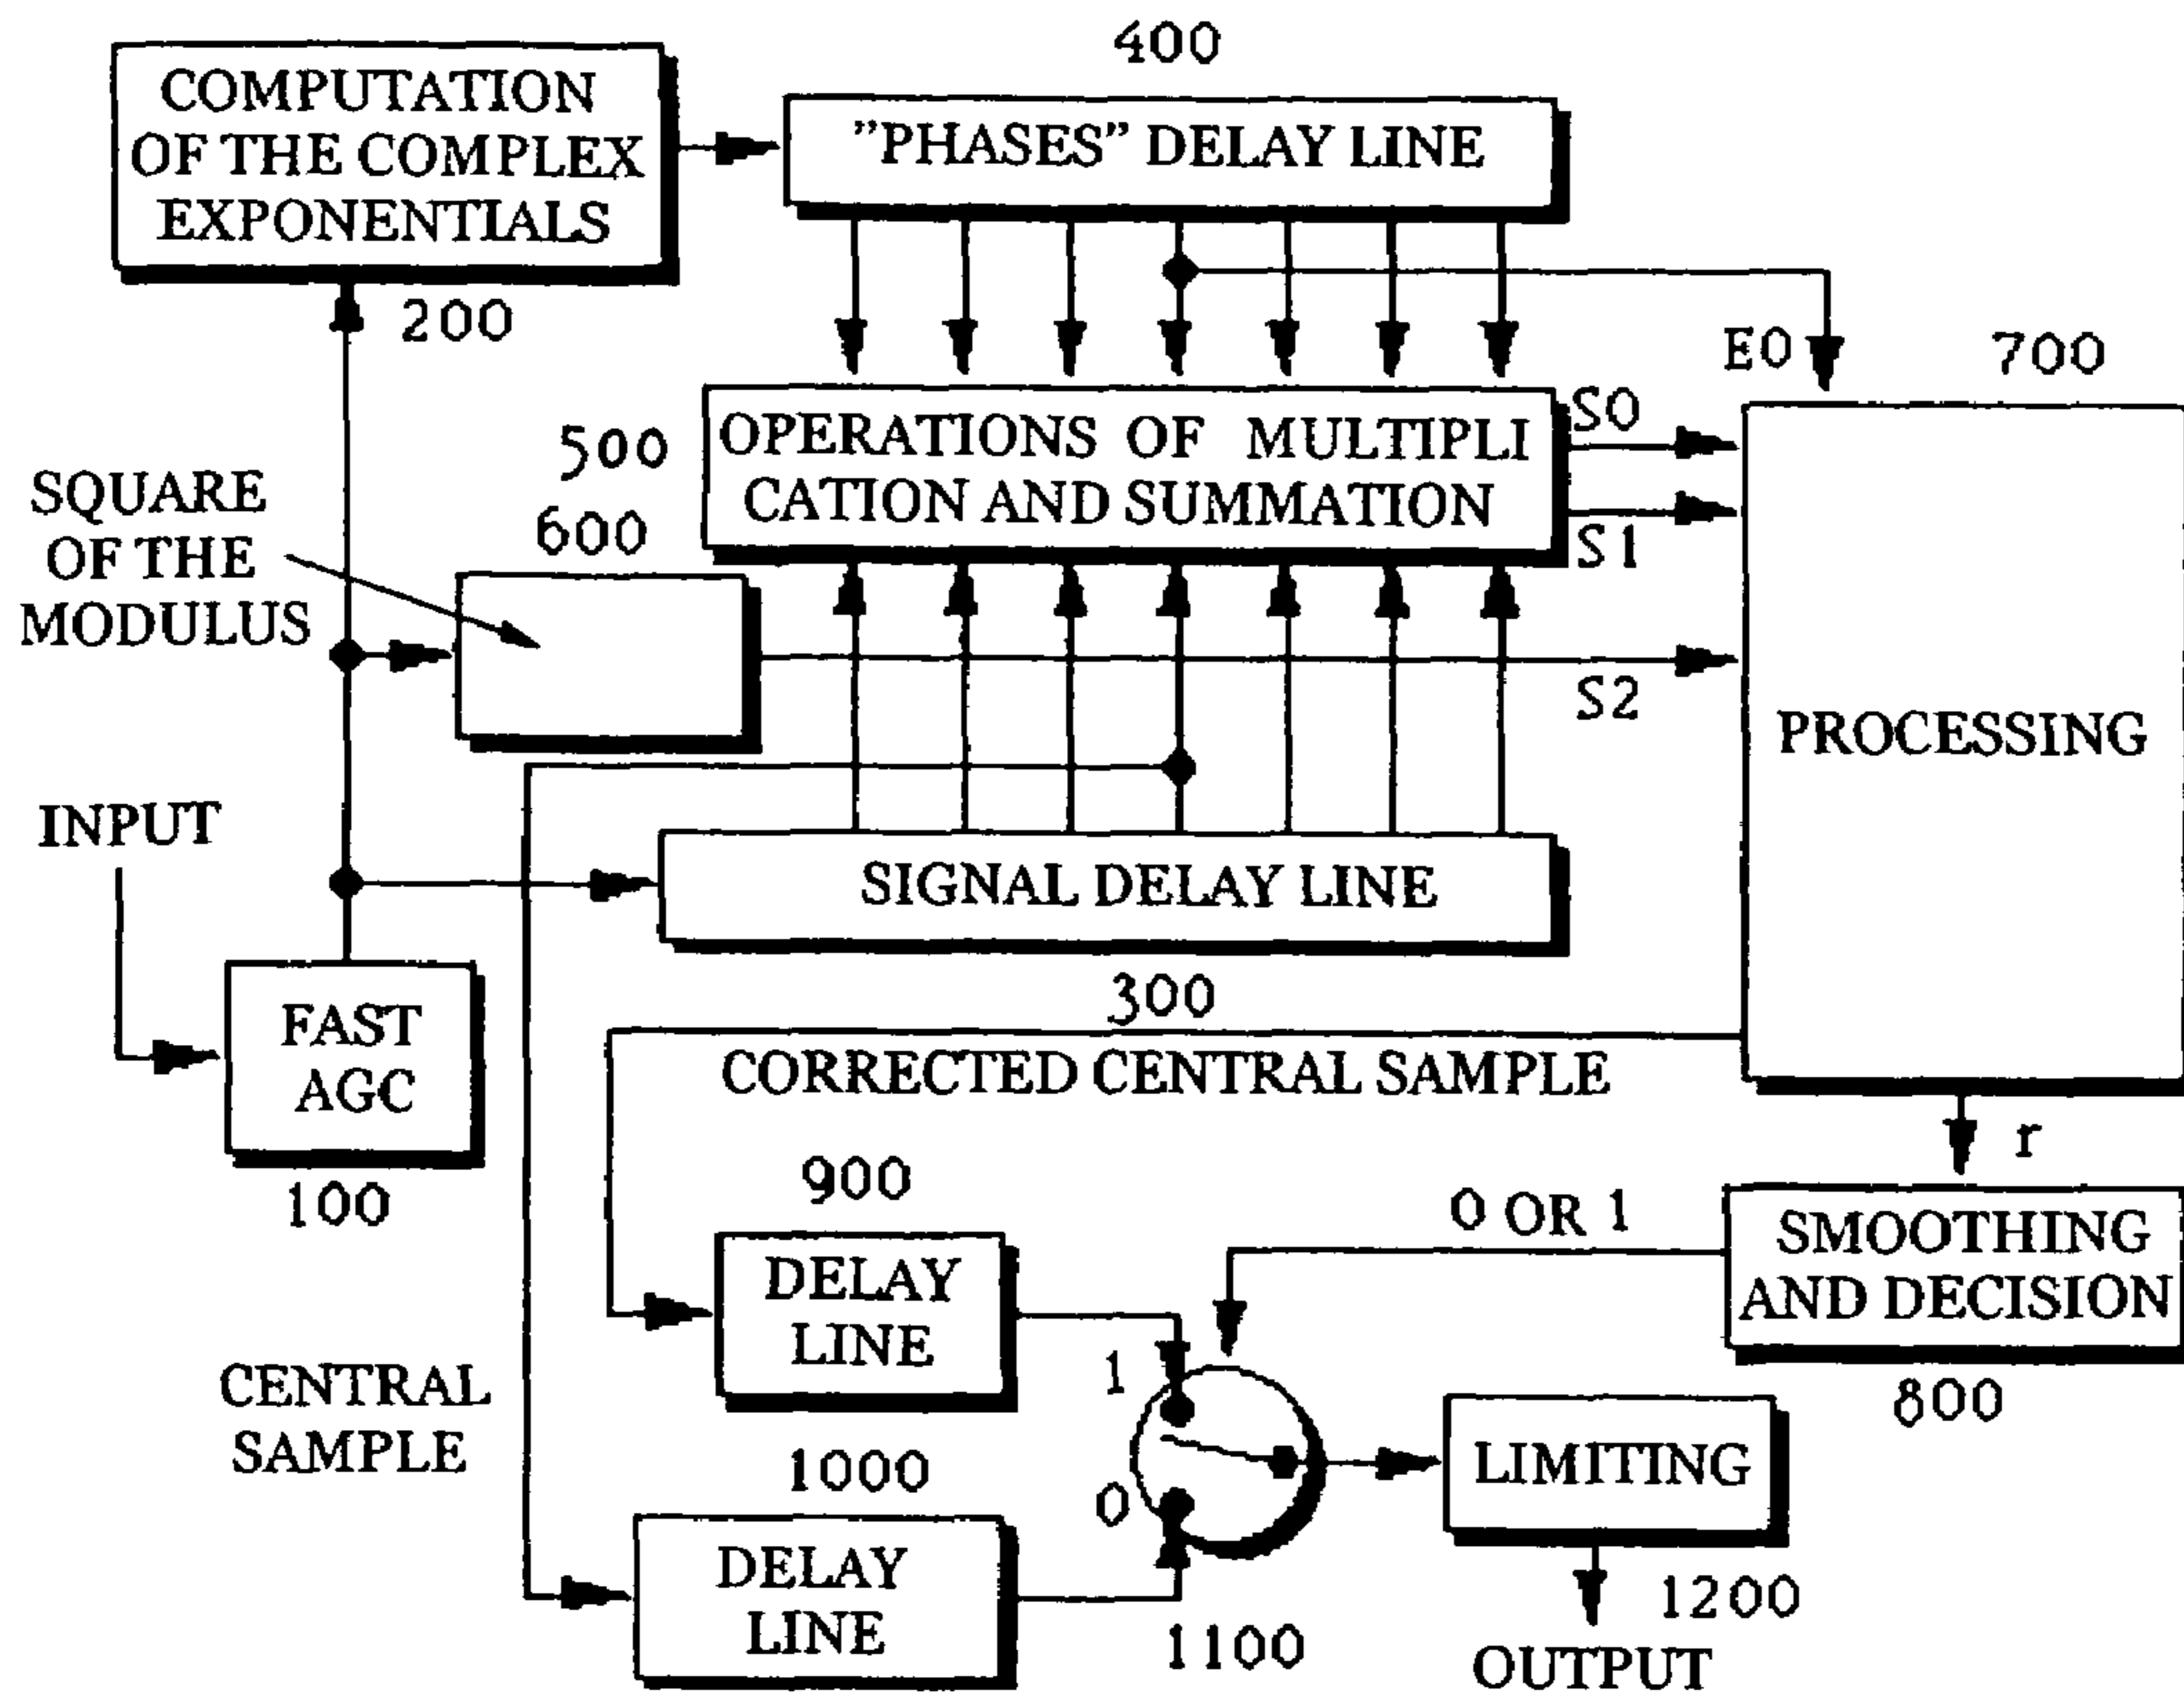 400
COMPUTATION
OF THE COMPLEX
EXPONENTIALS
"PHASES" DELAY LINE
200
E0
700
SQUARE
OF THE
MODULUS
500
600
OPERATIONS OF MULTIPLI
CATION AND SUMMATION
S0
S1
S2
PROCESSING
INPUT
SIGNAL DELAY LINE
300
FAST
AGC
100
CORRECTED CENTRAL SAMPLE
r
900
0 OR 1
SMOOTHING
AND DECISION
800
DELAY
LINE
CENTRAL
SAMPLE
1
0
1000
DELAY
LINE
1100
LIMITING
1200
OUTPUT